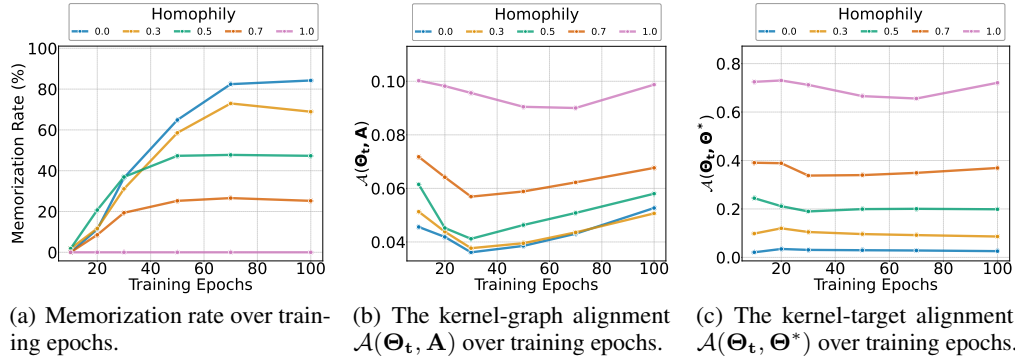 Homophily
0.0 0.3 0.5 0.7 1.0
Memorization Rate (%)
100
80
60
40
20
0
20 40 60 80 100
Training Epochs
(a) Memorization rate over train-
ing epochs.
Homophily
0.0 0.3 0.5 0.7 1.0
𝒜(Θₜ, A)
0.10
0.08
0.06
0.04
20 40 60 80 100
Training Epochs
(b) The kernel-graph alignment
𝒜(Θₜ, A) over training epochs.
Homophily
0.0 0.3 0.5 0.7 1.0
𝒜(Θₜ, Θ*)
0.8
0.6
0.4
0.2
0.0
20 40 60 80 100
Training Epochs
(c) The kernel-target alignment
𝒜(Θₜ, Θ*) over training epochs.